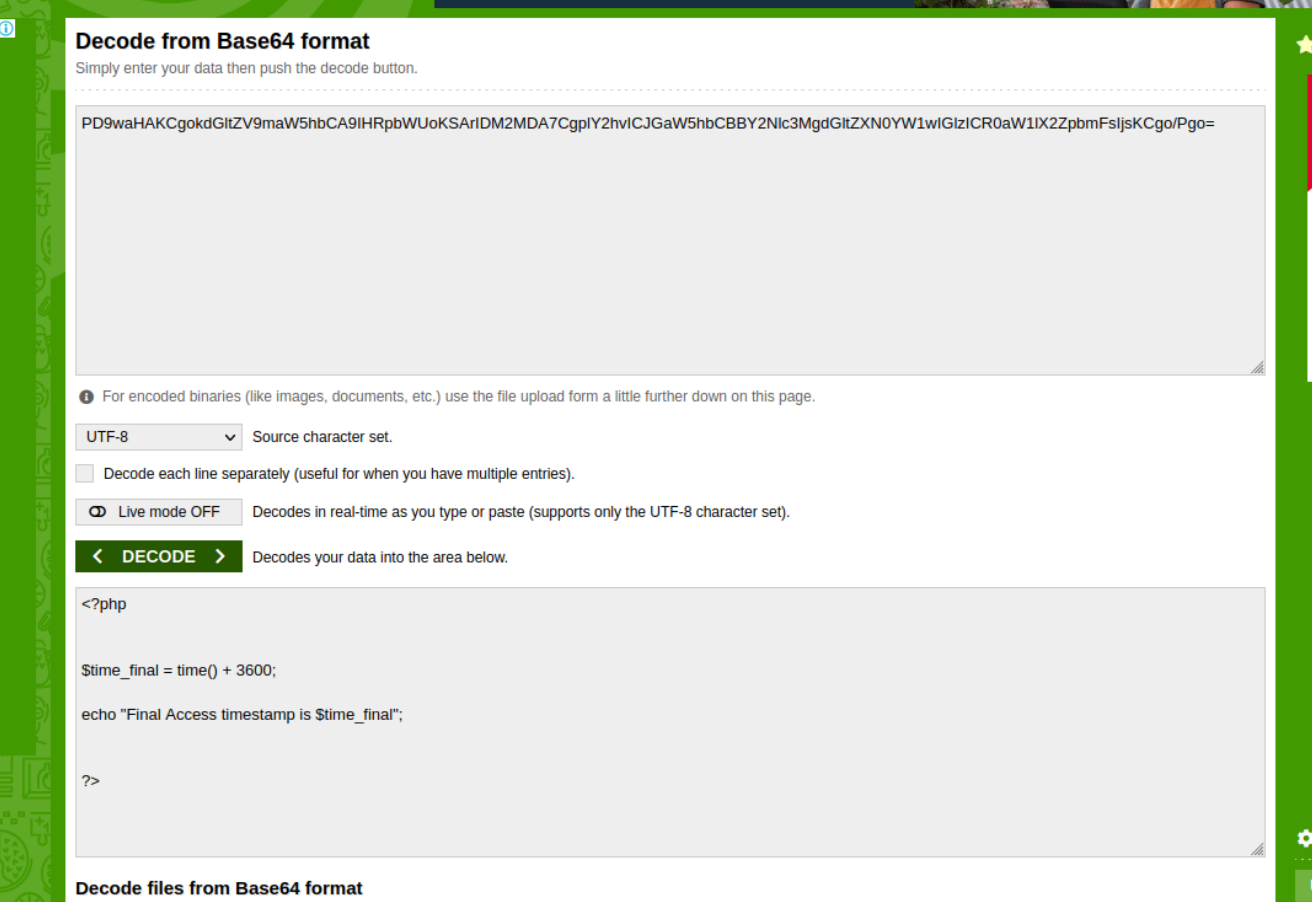 Decode from Base64 format
Simply enter your data then push the decode button.
PD9waHAKCgokdGltZV9maW5hbCA9IHRpbWUoKSArIDM2MDA7CgplY2hvICJGaW5hbCBBY2Nlc3MgdGltZXN0YW1wIGlzICR0aW1lX2ZpbmFsIjsKCgo/Pgo=
For encoded binaries (like images, documents, etc.) use the file upload form a little further down on this page.
UTF-8 Source character set.
Decode each line separately (useful for when you have multiple entries).
Live mode OFF Decodes in real-time as you type or paste (supports only the UTF-8 character set).
< DECODE > Decodes your data into the area below.
<?php
$time_final = time() + 3600;
echo "Final Access timestamp is $time_final";
?>
Decode files from Base64 format